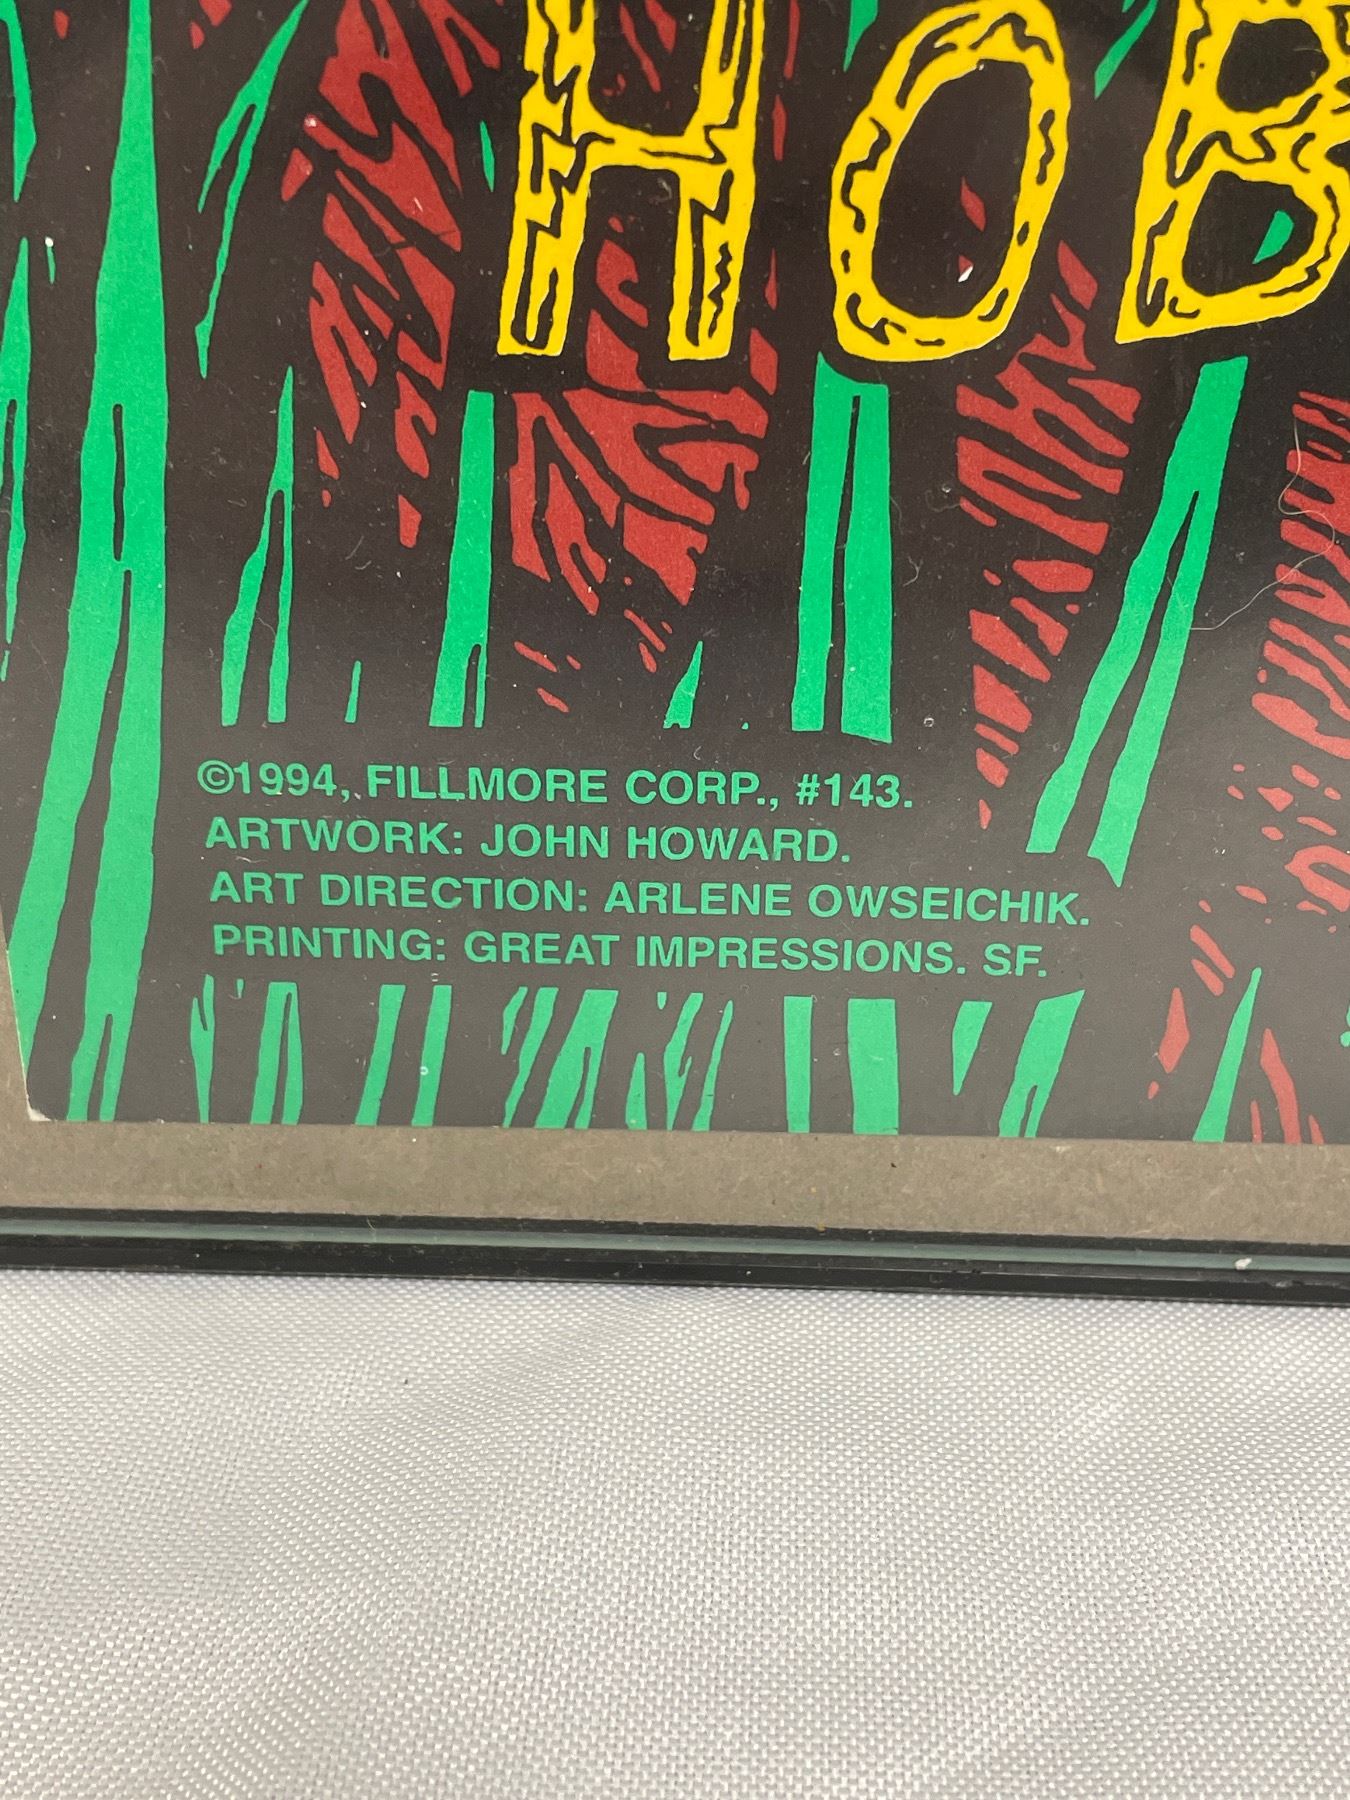 HOB
©1994, FILLMORE CORP., #143.
ARTWORK: JOHN HOWARD.
ART DIRECTION: ARLENE OWSEICHIK.
PRINTING: GREAT IMPRESSIONS. SF.